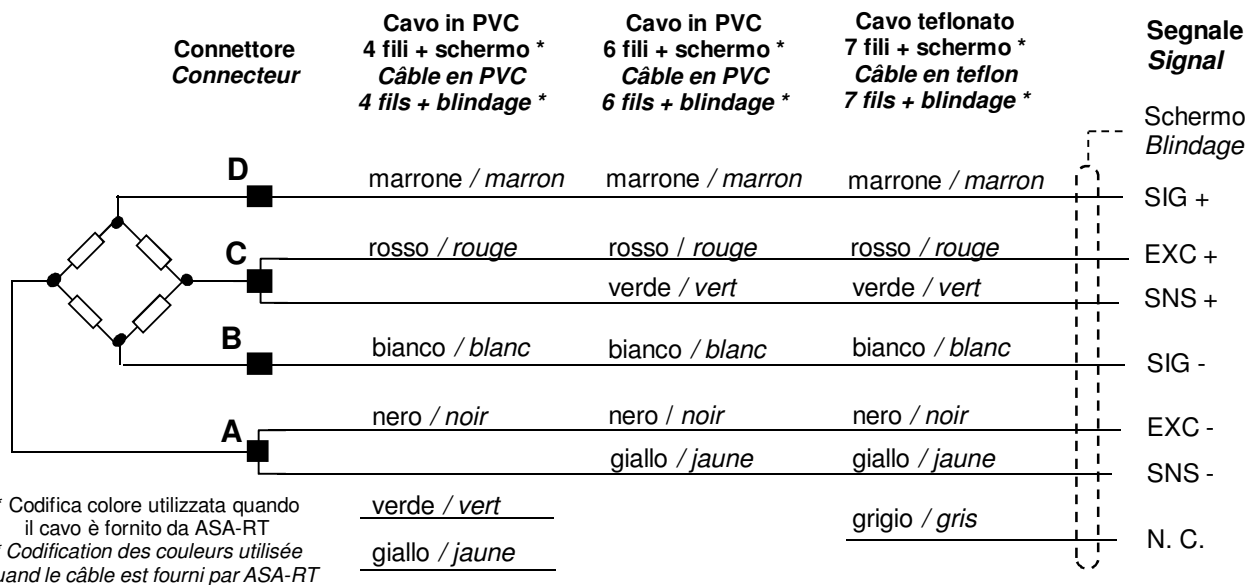 Connettore
Connecteur
Cavo in PVC
4 fili + schermo *
Câble en PVC
4 fils + blindage *
Cavo in PVC
6 fili + schermo *
Câble en PVC
6 fils + blindage *
Cavo teflonato
7 fili + schermo *
Câble en teflon
7 fils + blindage *
Segnale
Signal
Schermo
Blindage
D marrone / marron marrone / marron marrone / marron SIG +
C rosso / rouge rosso / rouge rosso / rouge EXC +
verde / vert verde / vert SNS +
B bianco / blanc bianco / blanc bianco / blanc SIG -
A nero / noir nero / noir nero / noir EXC -
giallo / jaune giallo / jaune SNS -
verde / vert
giallo / jaune
grigio / gris N. C.
* Codifica colore utilizzata quando
il cavo è fornito da ASA-RT
* Codification des couleurs utilisée
quand le câble est fourni par ASA-RT